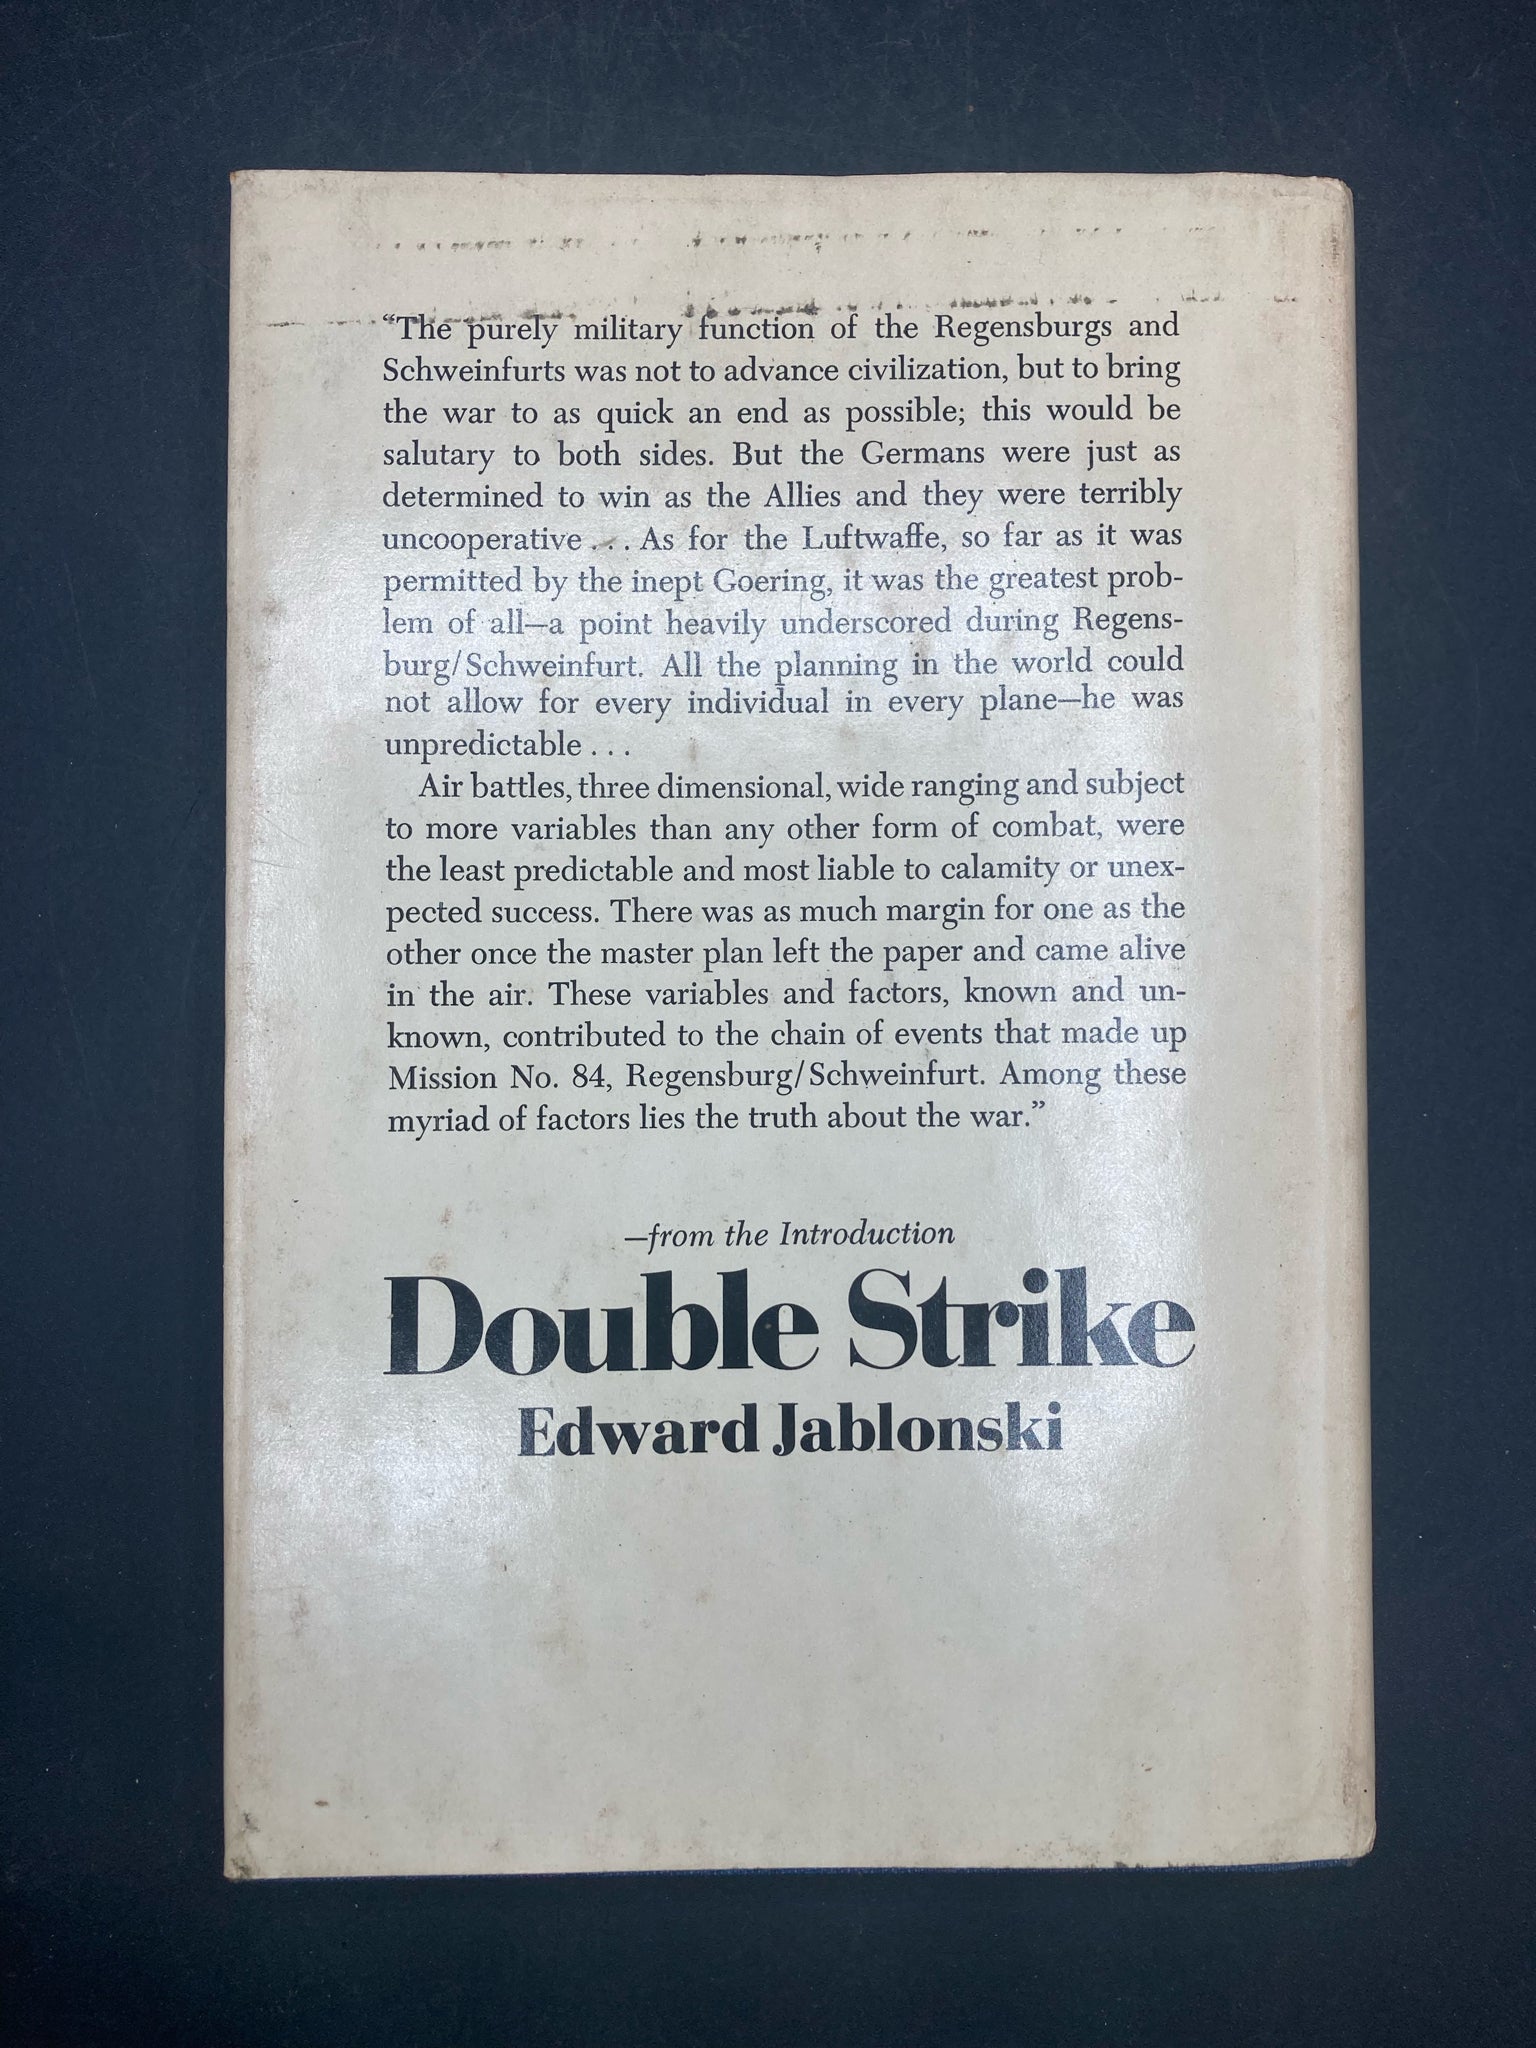 “The purely military function of the Regensburgs and
Schweinfurts was not to advance civilization, but to bring
the war to as quick an end as possible; this would be
salutary to both sides. But the Germans were just as
determined to win as the Allies and they were terribly
uncooperative . . . As for the Luftwaffe, so far as it was
permitted by the inept Goering, it was the greatest prob-
lem of all—a point heavily underscored during Regens-
burg/Schweinfurt. All the planning in the world could
not allow for every individual in every plane—he was
unpredictable . . .
Air battles, three dimensional, wide ranging and subject
to more variables than any other form of combat, were
the least predictable and most liable to calamity or unex-
pected success. There was as much margin for one as the
other once the master plan left the paper and came alive
in the air. These variables and factors, known and un-
known, contributed to the chain of events that made up
Mission No. 84, Regensburg/Schweinfurt. Among these
myriad of factors lies the truth about the war.”
—from the Introduction
Double Strike
Edward Jablonski